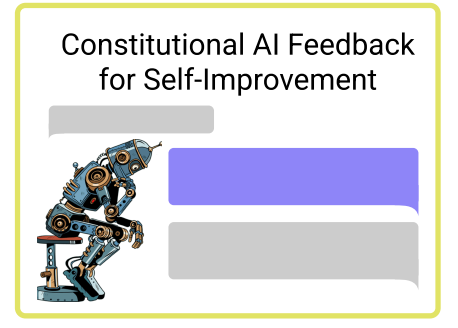 Constitutional AI Feedback
for Self-Improvement